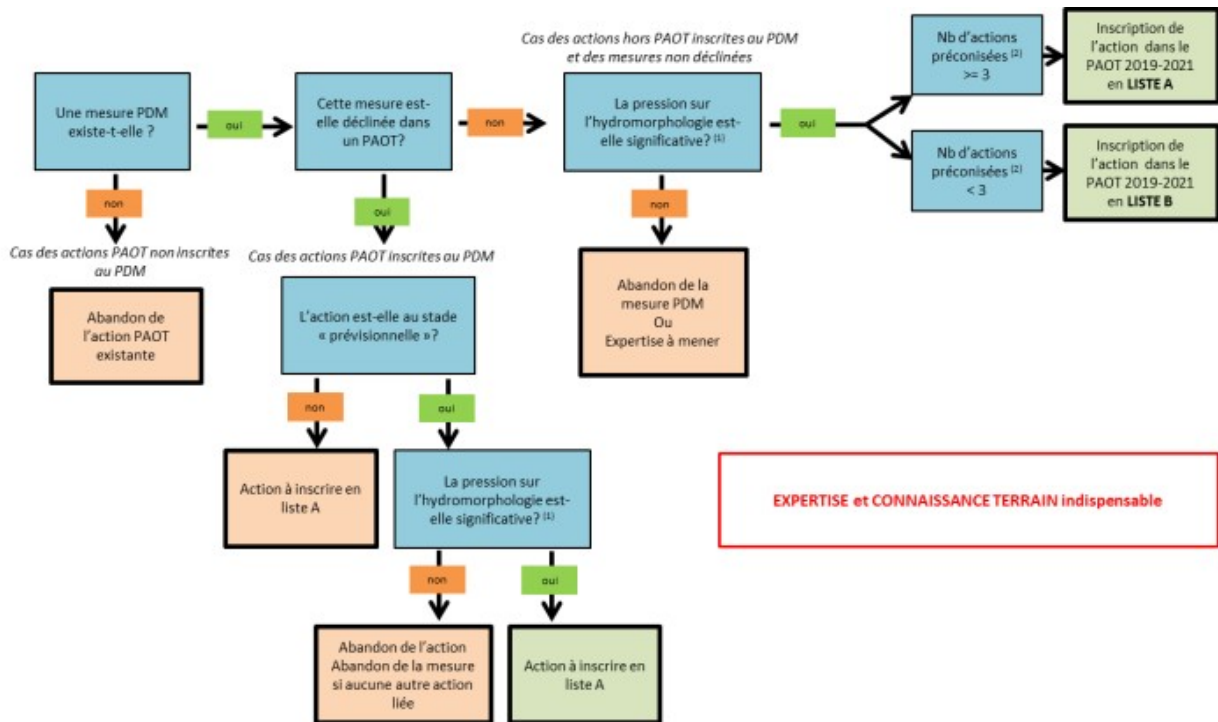 Cas des actions hors PAOT inscrites au PDM
et des mesures non déclinées
Nb d'actions
préconisées (2)
>= 3
Inscription de
l'action dans le
PAOT 2019-2021
en LISTE A
Une mesure PDM
existe-t-elle ?
oui
Cette mesure est-
elle déclinée dans
un PAOT?
non
La pression sur
l'hydromorphologie est-
elle significative? (1)
oui
Nb d'actions
préconisées (2)
< 3
Inscription de
l'action dans le
PAOT 2019-2021
en LISTE B
non
oui
non
Cas des actions PAOT non inscrites
au PDM
Cas des actions PAOT inscrites au PDM
Abandon de
l'action PAOT
existante
L'action est-elle au stade
« prévisionnelle »?
Abandon de la
mesure PDM
Ou
Expertise à mener
non
oui
Action à inscrire en
liste A
La pression sur
l'hydromorphologie est-
elle significative? (1)
EXPERTISE et CONNAISSANCE TERRAIN indispensable
non
oui
Abandon de l'action
Abandon de la mesure
si aucune autre action
liée
Action à inscrire en
liste A